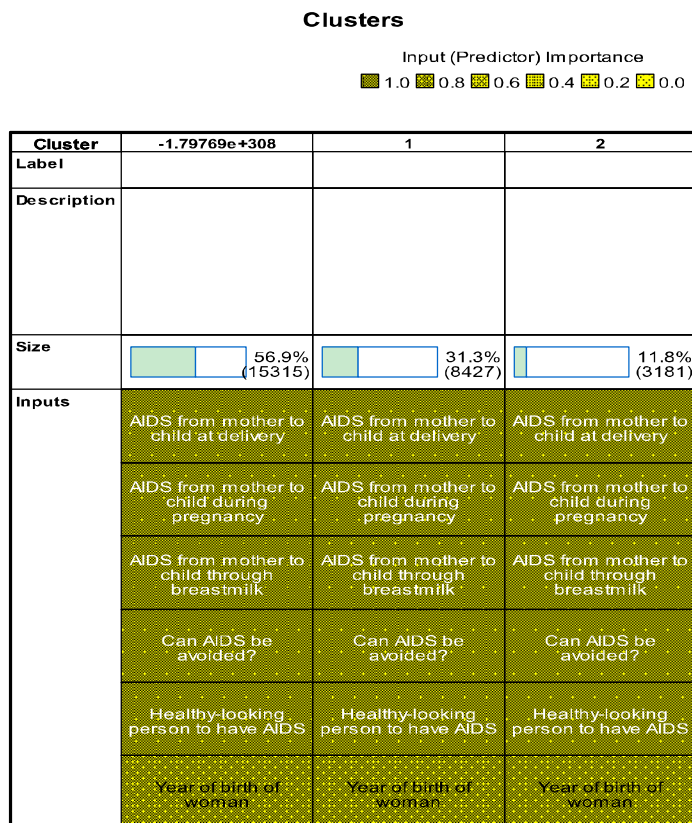 Clusters
Input (Predictor) Importance
1.0 0.8 0.6 0.4 0.2 0.0
Cluster -1.79769e+308 1 2
Label
Description
Size
56.9% 31.3% 11.8%
(15315) (8427) (3181)
Inputs
AIDS from mother to AIDS from mother to AIDS from mother to
child at delivery child at delivery child at delivery
AIDS from mother to AIDS from mother to AIDS from mother to
child during child during child during
pregnancy pregnancy pregnancy
AIDS from mother to AIDS from mother to AIDS from mother to
child through child through child through
breastmilk breastmilk breastmilk
Can AIDS be Can AIDS be Can AIDS be
avoided? avoided? avoided?
Healthy-looking Healthy-looking Healthy-looking
person to have AIDS person to have AIDS person to have AIDS
Year of birth of Year of birth of Year of birth of
woman woman woman